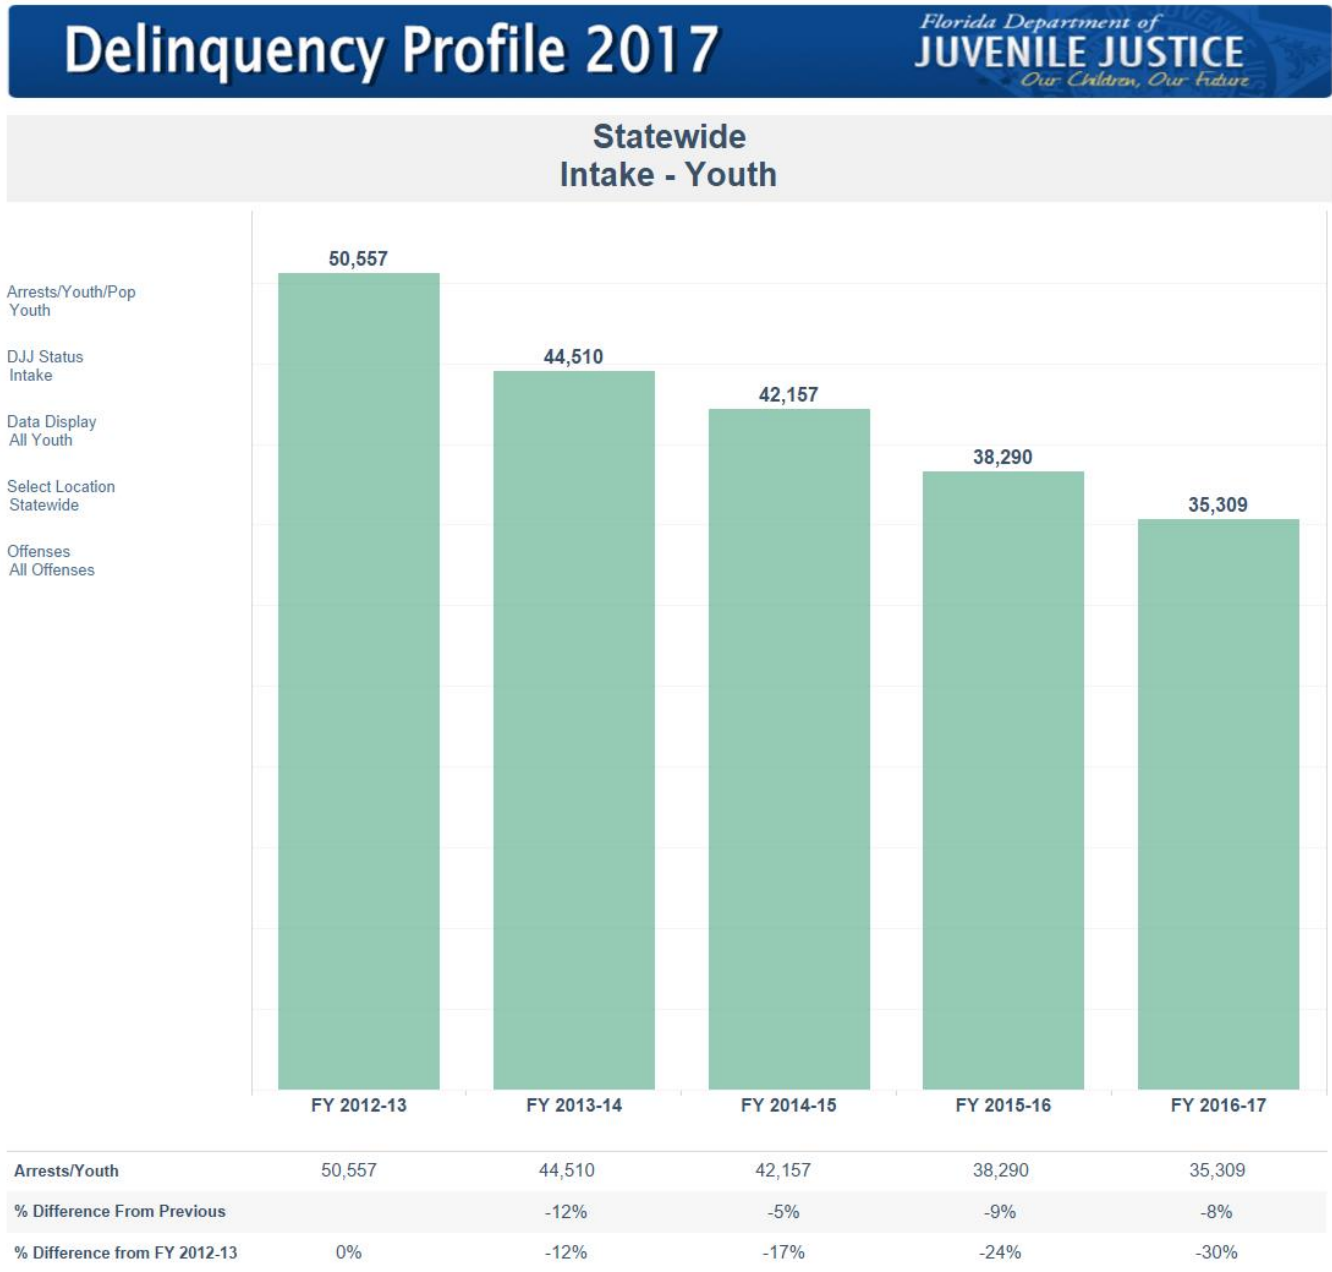 Delinquency Profile 2017
Florida Department of
JUVENILE JUSTICE
Our Children, Our Future
Statewide
Intake - Youth
Arrests/Youth/Pop
Youth
DJJ Status
Intake
Data Display
All Youth
Select Location
Statewide
Offenses
All Offenses
50,557
44,510
42,157
38,290
35,309
FY 2012-13 FY 2013-14 FY 2014-15 FY 2015-16 FY 2016-17
Arrests/Youth 50,557 44,510 42,157 38,290 35,309
% Difference From Previous -12% -5% -9% -8%
% Difference from FY 2012-13 0% -12% -17% -24% -30%